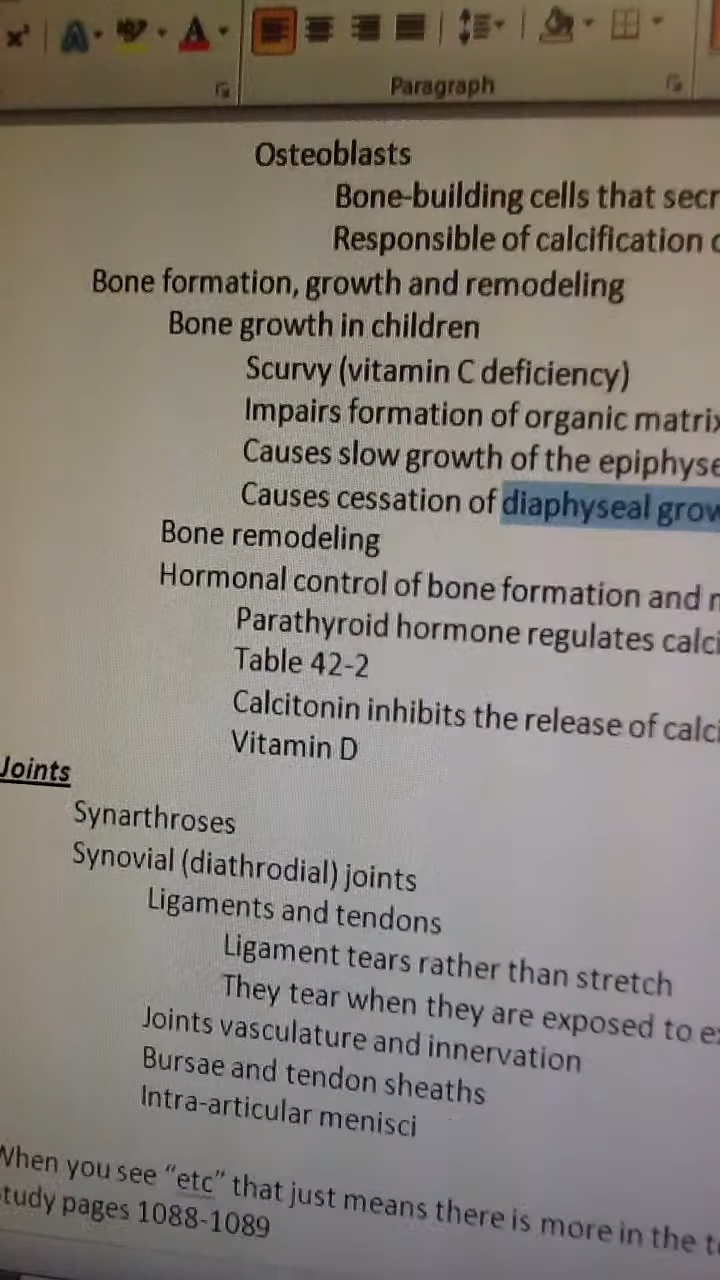 Paragraph
Osteoblasts
Bone-building cells that secr
Responsible of calcification
Bone formation, growth and remodeling
Bone growth in children
Scurvy (vitamin C deficiency)
Impairs formation of organic matrix
Causes slow growth of the epiphyse
Causes cessation of diaphyseal grow
Bone remodeling
Hormonal control of bone formation and
Parathyroid hormone regulates calci
Table 42-2
Calcitonin inhibits the release of calc
Vitamin D
Joints
Synarthroses
Synovial (diathrodial) joints
Ligaments and tendons
Ligament tears rather than stretch
They tear when they are exposed to ex
Joints vasculature and innervation
Bursae and tendon sheaths
Intra-articular menisci
When you see "etc" that just means there is more in the te
tudy pages 1088-1089